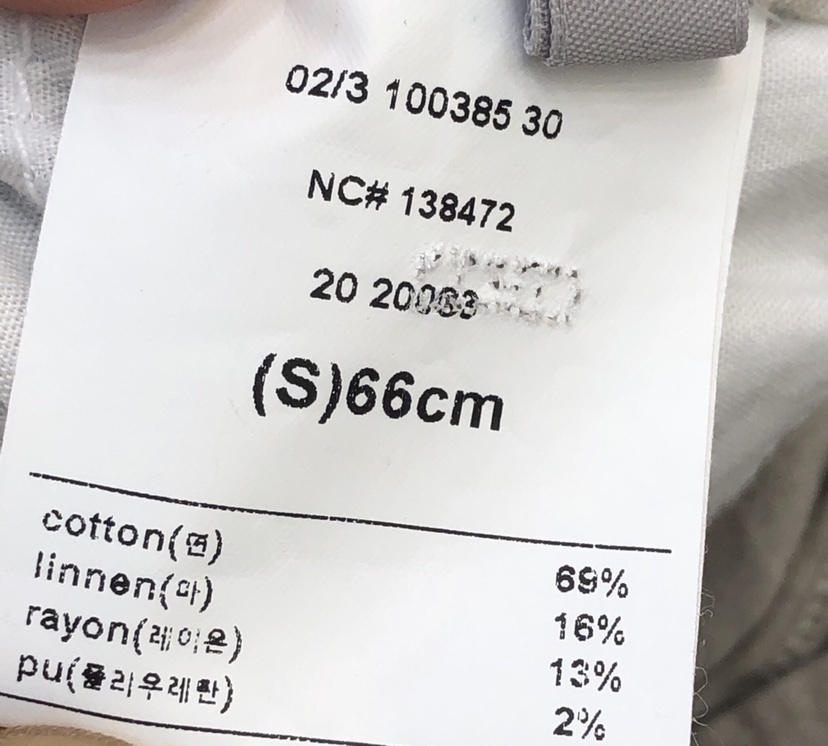 02/3 100385 30
NC# 138472
20
(S)66cm
cotton(면) 69%
linnen(마) 16%
rayon(레이온) 13%
pu(폴리우레탄) 2%